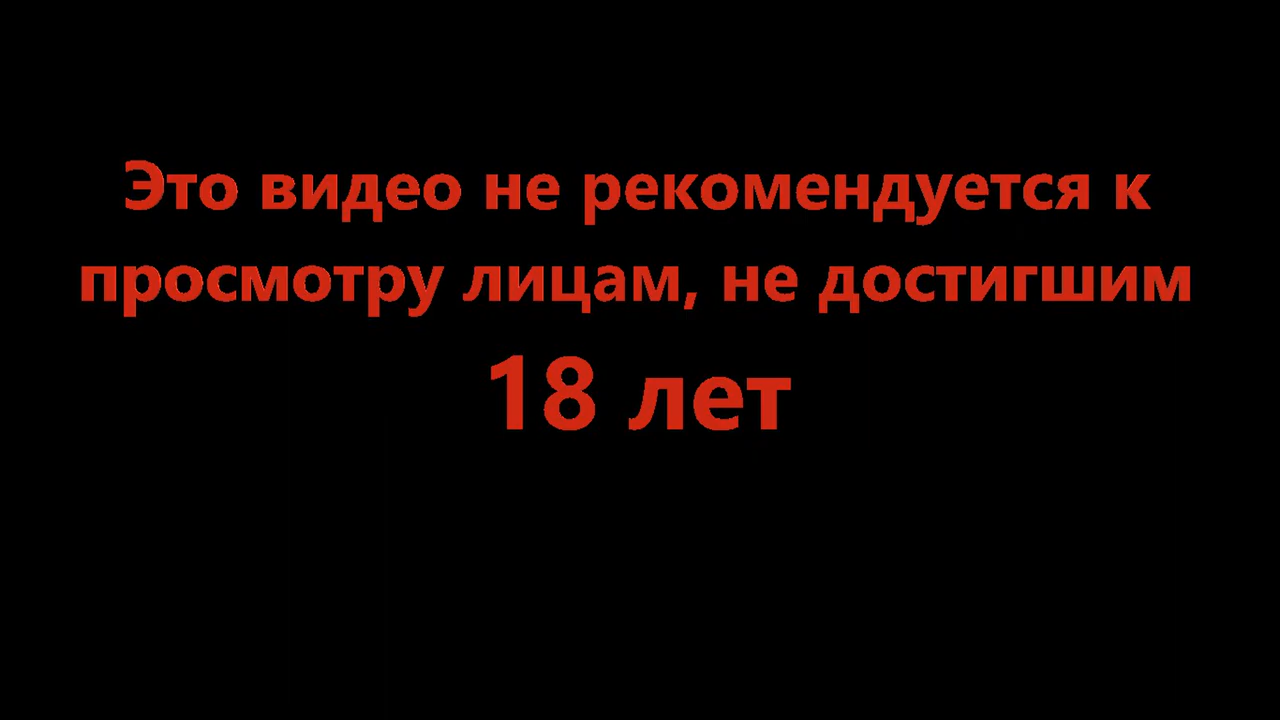 Это видео не рекомендуется к
просмотру лицам, не достигшим
18 лет